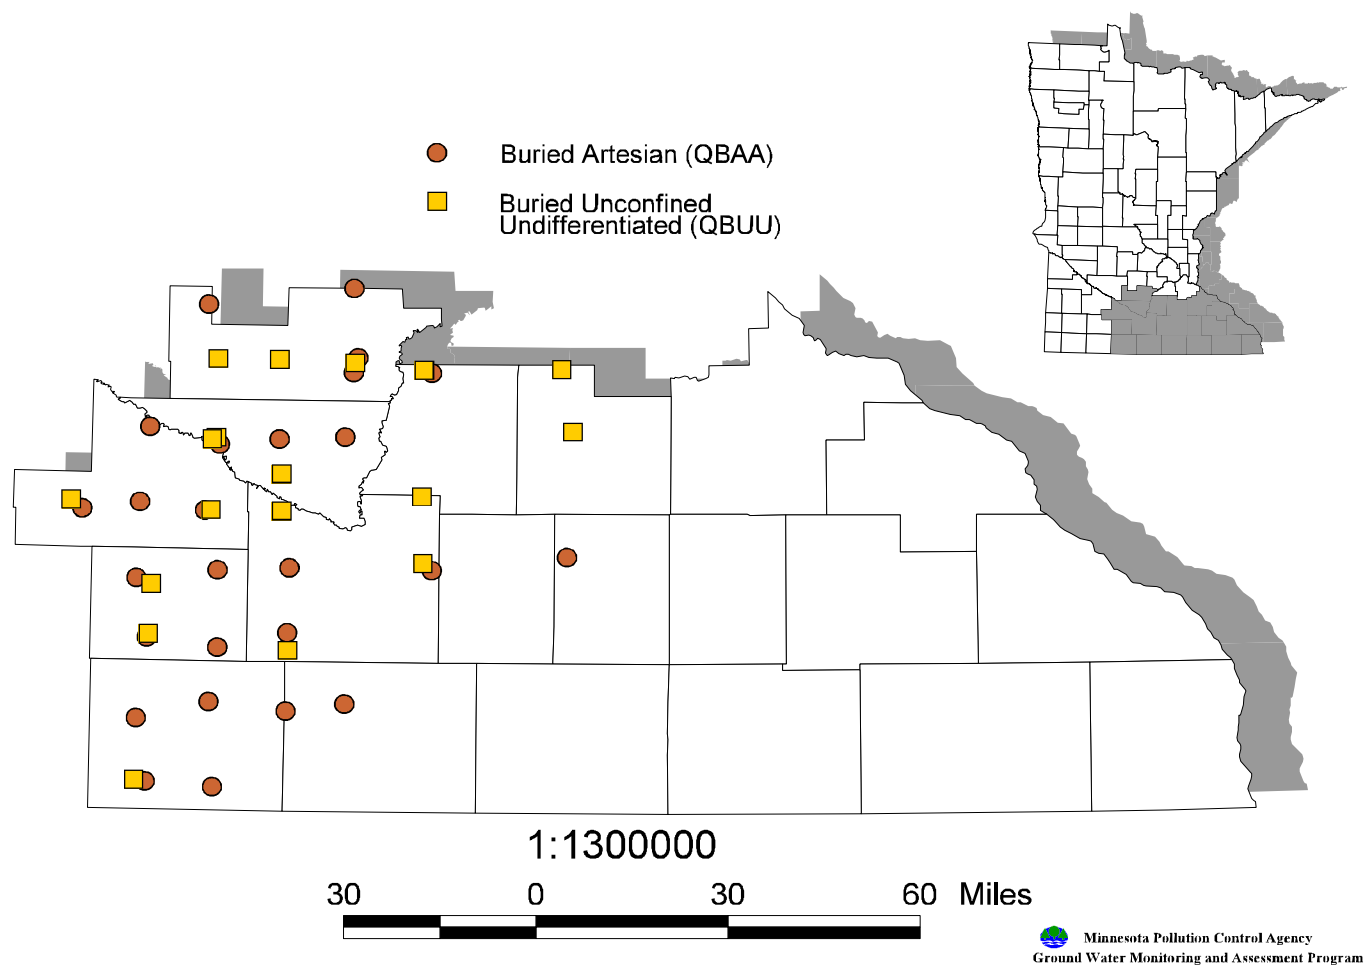 Buried Artesian (QBAA)
Buried Unconfined
Undifferentiated (QBUU)
1:1300000
30 0 30 60 Miles
Minnesota Pollution Control Agency
Ground Water Monitoring and Assessment Program